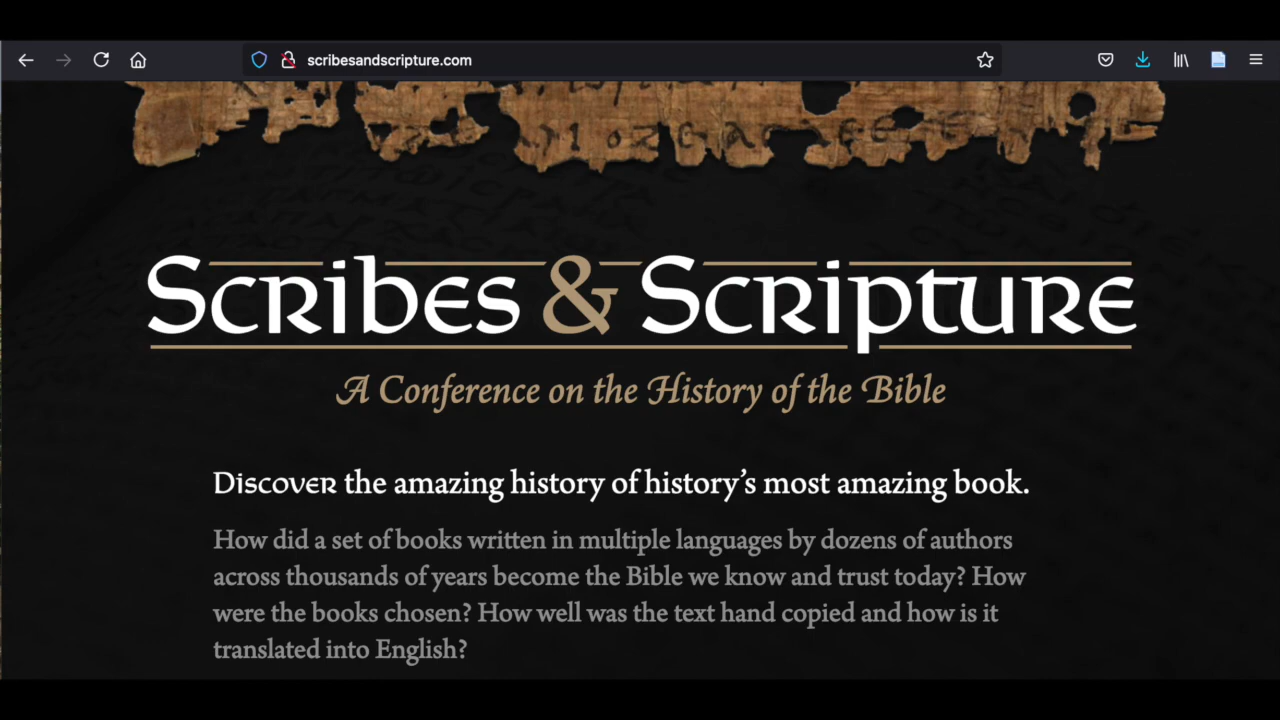 scribesandscripture.com
Scribes & Scripture
A Conference on the History of the Bible
Discover the amazing history of history’s most amazing book.
How did a set of books written in multiple languages by dozens of authors
across thousands of years become the Bible we know and trust today? How
were the books chosen? How well was the text hand copied and how is it
translated into English?